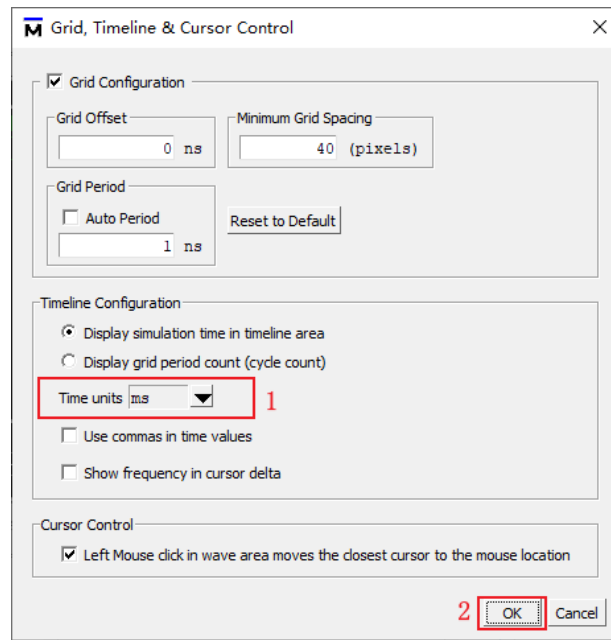 M Grid, Timeline & Cursor Control
Grid Configuration
Grid Offset
0 ns
Minimum Grid Spacing
40 (pixels)
Grid Period
Auto Period
1 ns
Reset to Default
Timeline Configuration
Display simulation time in timeline area
Display grid period count (cycle count)
Time units ms
1
Use commas in time values
Show frequency in cursor delta
Cursor Control
Left Mouse click in wave area moves the closest cursor to the mouse location
2 OK Cancel